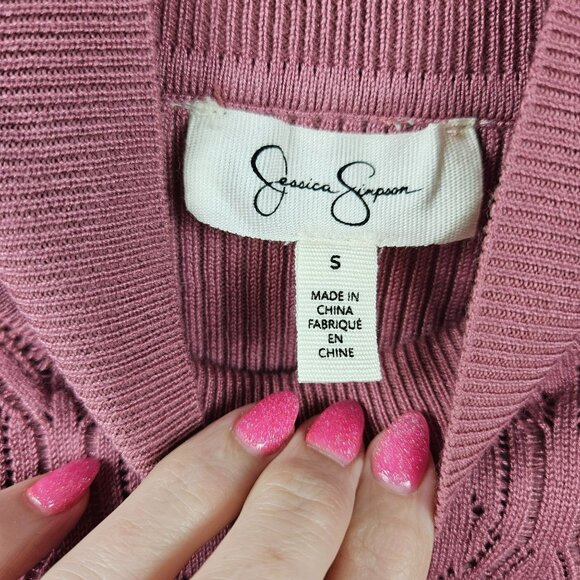 Jessica Simpson
S
MADE IN
CHINA
FABRIQUÉ
EN
CHINE